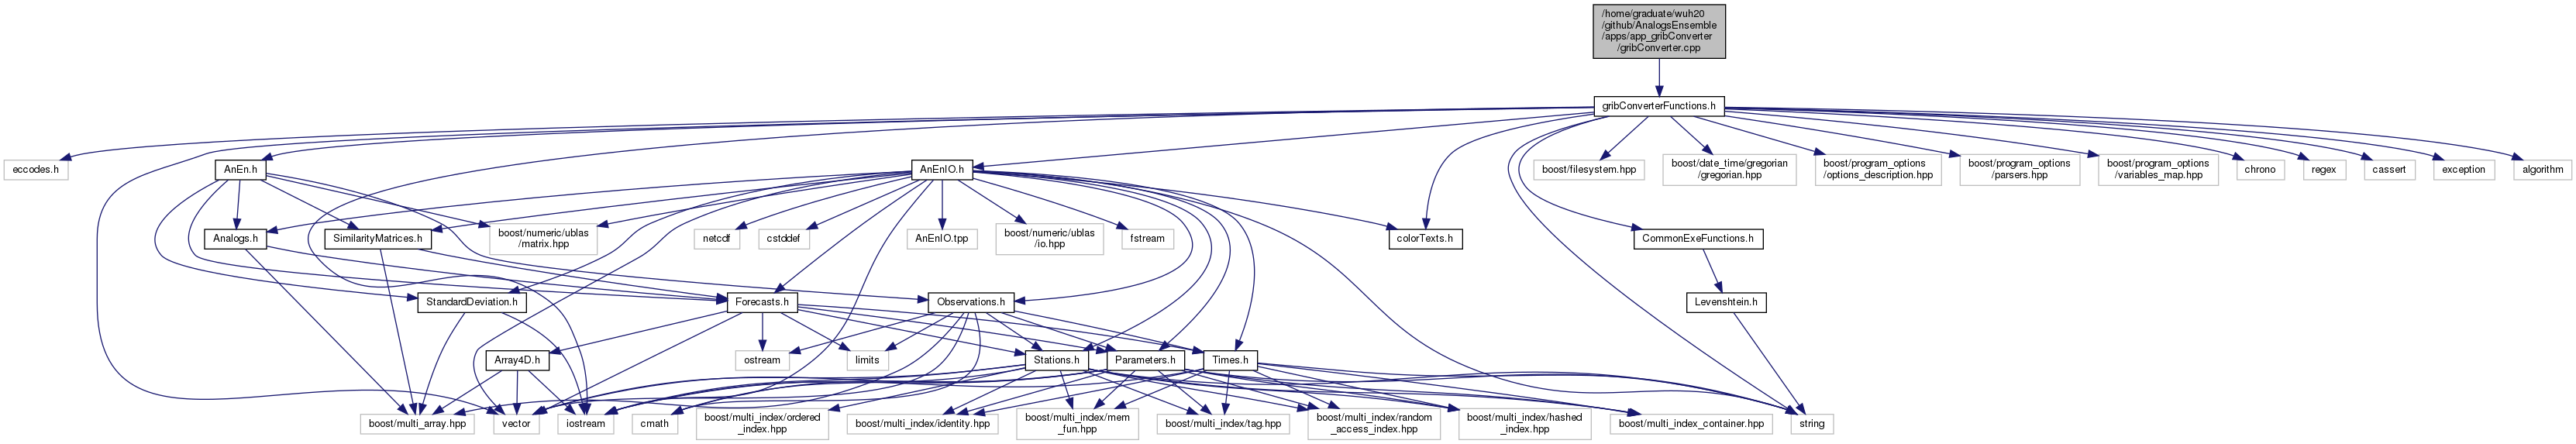 /home/graduate/wuh20
/github/AnalogsEnsemble
/apps/app_gribConverter
/gribConverter.cpp
gribConverterFunctions.h
eccodes.h
AnEn.h
AnEnIO.h
boost/filesystem.hpp
boost/date_time/gregorian
/gregorian.hpp
boost/program_options
/options_description.hpp
boost/program_options
/parsers.hpp
boost/program_options
/variables_map.hpp
chrono
regex
cassert
exception
algorithm
Analogs.h
SimilarityMatrices.h
boost/numeric/ublas
/matrix.hpp
netcdf
cstddef
AnEnIO.tpp
boost/numeric/ublas
/io.hpp
fstream
colorTexts.h
CommonExeFunctions.h
StandardDeviation.h
Forecasts.h
Observations.h
Levenshtein.h
Array4D.h
ostream
limits
Stations.h
Parameters.h
Times.h
boost/multi_array.hpp
vector
iostream
cmath
boost/multi_index/ordered
_index.hpp
boost/multi_index/identity.hpp
boost/multi_index/mem
_fun.hpp
boost/multi_index/tag.hpp
boost/multi_index/random
_access_index.hpp
boost/multi_index/hashed
_index.hpp
boost/multi_index_container.hpp
string